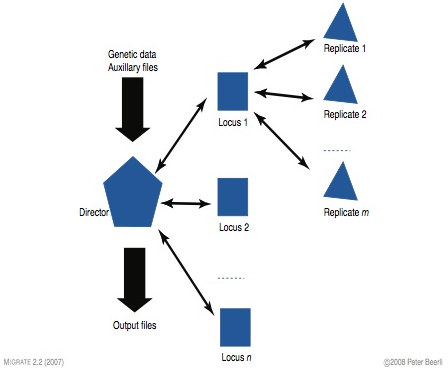 Genetic data
Auxillary files
Replicate 1
Locus 1
Replicate 2
Director
Replicate m
Locus 2
Output files
Locus n
MIGRATE 2.2 (2007)
©2008 Peter Beerli